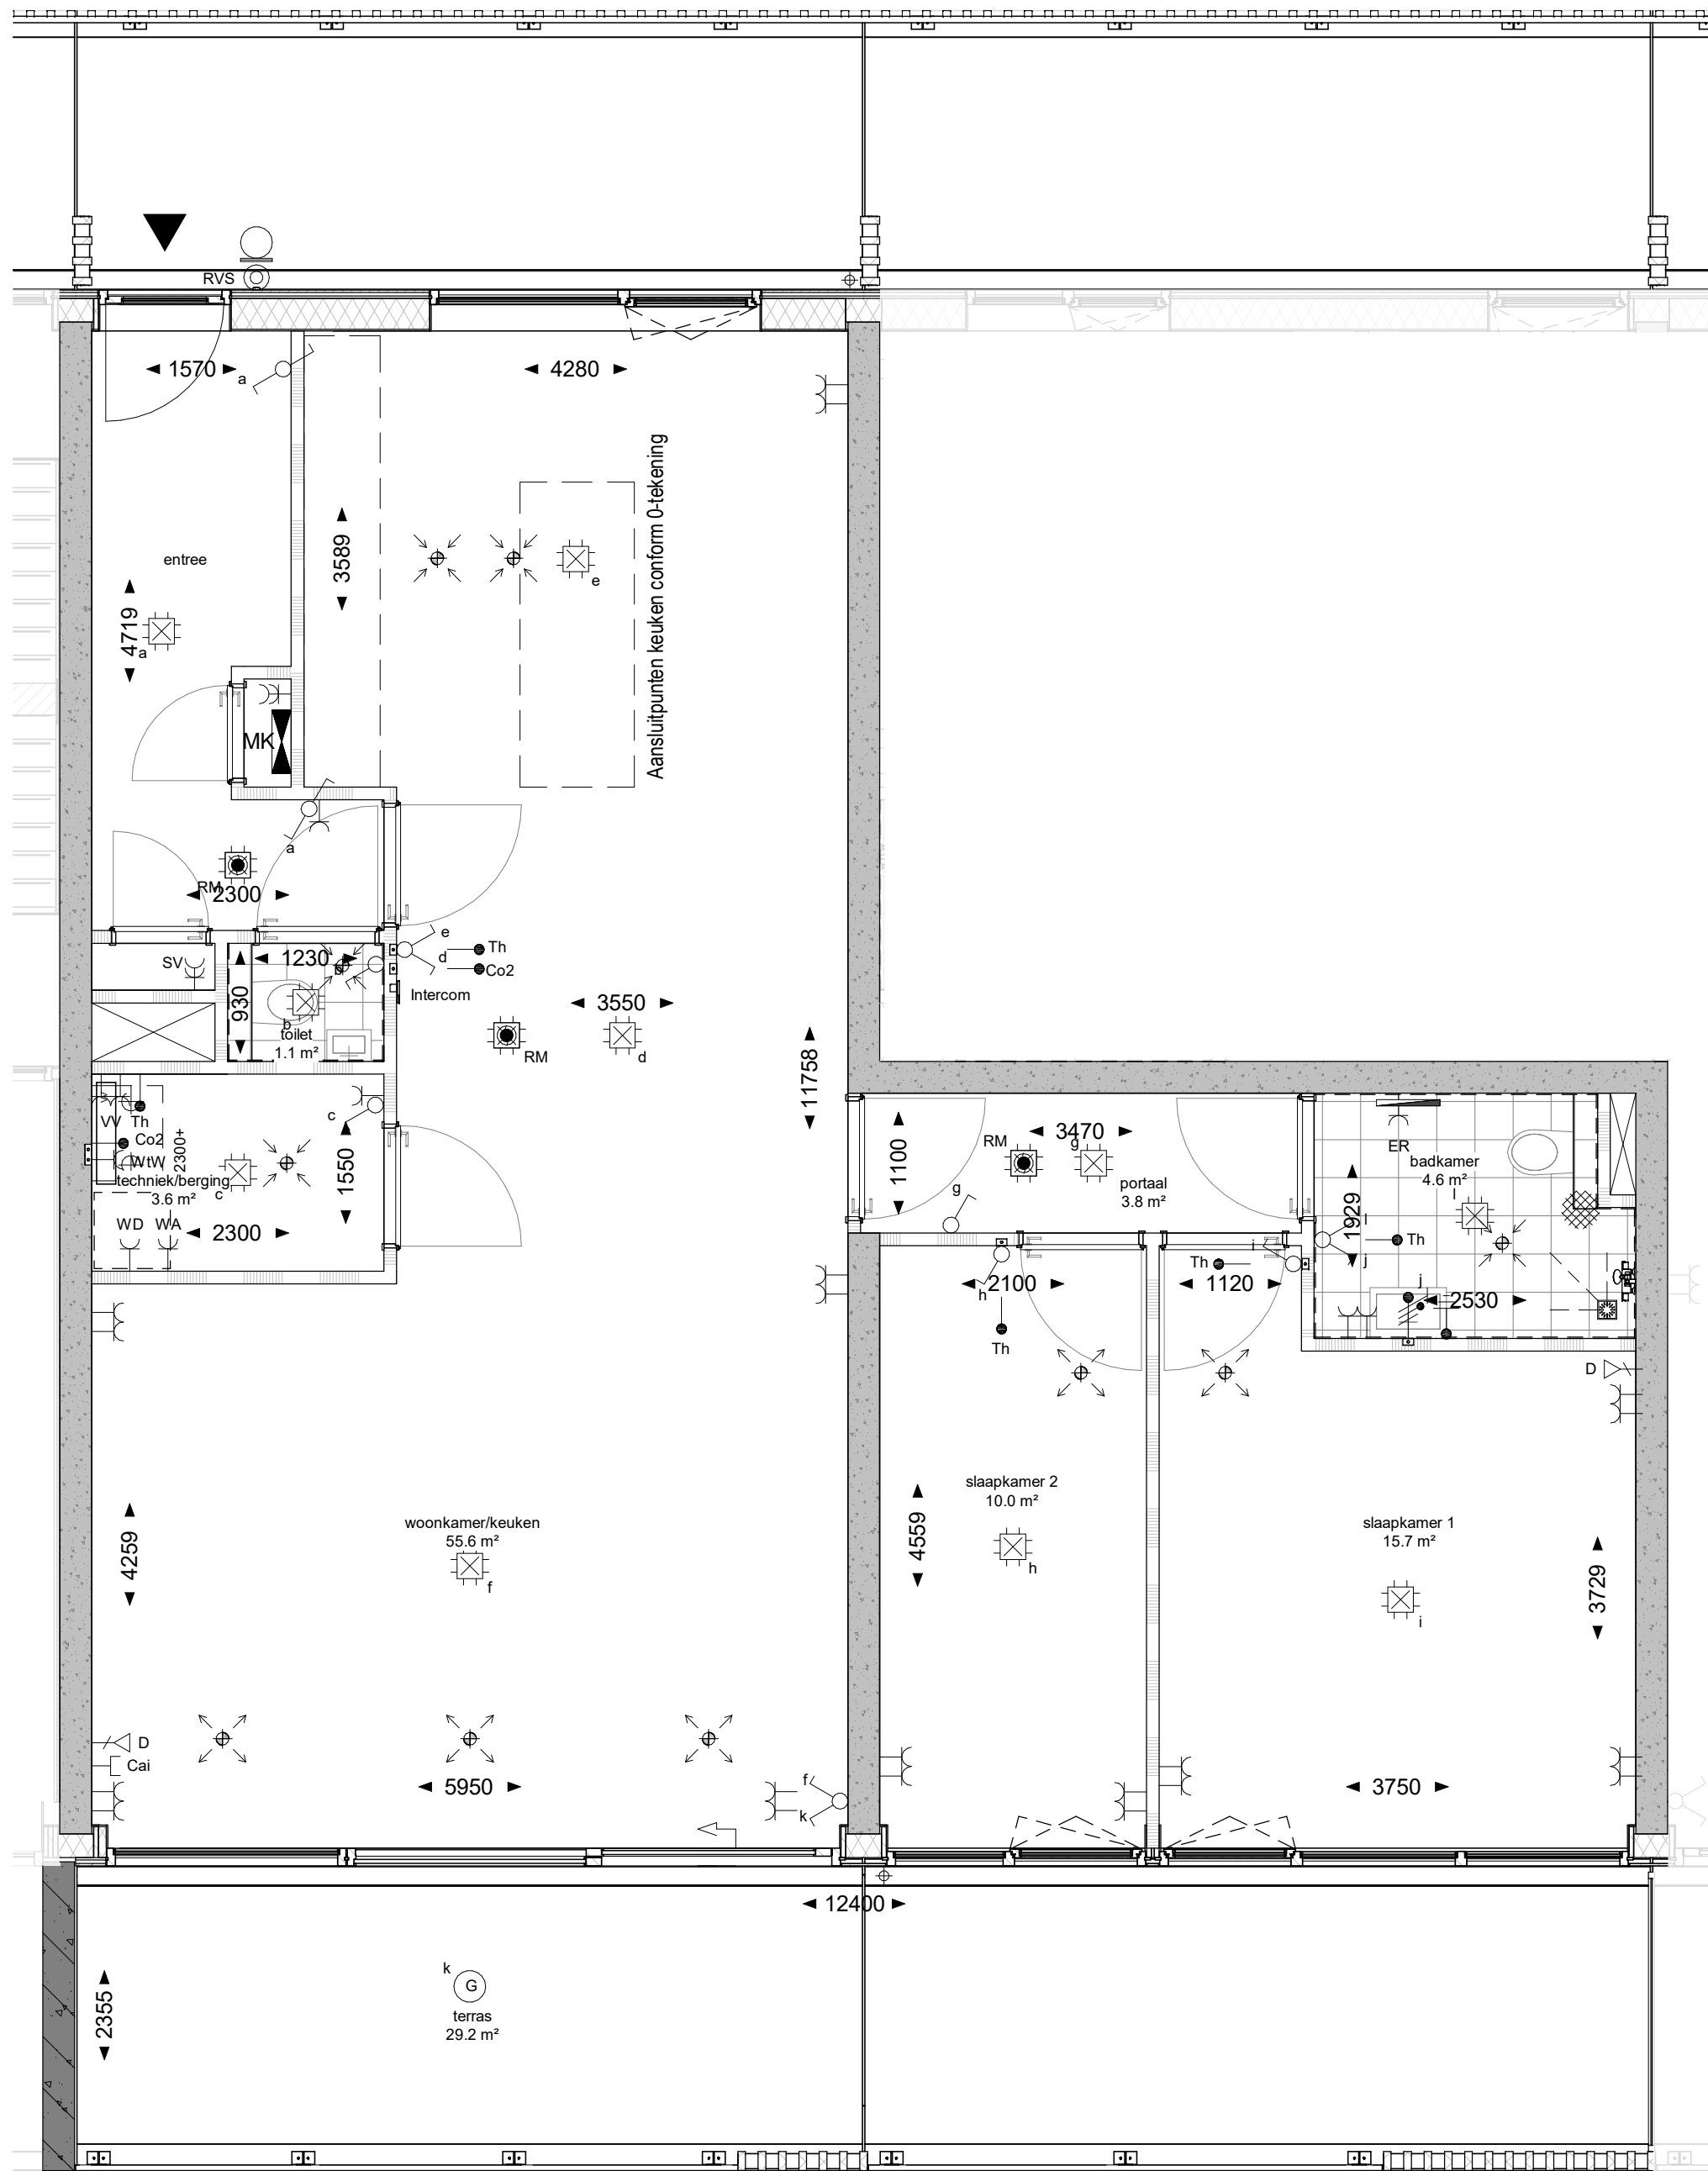 RVS
1570
a
4280
Aansluitpunten keuken conform 0-tekening
3589
entree
e
4719
a
MK
a
RM
2300
e
d
Th
Co2
SV
1230
b
Intercom
930
3550
b
toilet
1.1 m²
RM
d
11758
c
VV
Th
Co2
WtW
2300+
techniek/berging
3.6 m²
c
1550
WD
WA
2300
RM
3470
g
1100
portaal
3.8 m²
g
ER
badkamer
4.6 m²
l
1929
l
j
Th
j
2530
i
Th
2100
h
1120
Th
D
slaapkamer 2
10.0 m²
4559
h
slaapkamer 1
15.7 m²
3729
i
woonkamer/keuken
55.6 m²
4259
f
D
Cai
5950
f
k
3750
12400
k
G
terras
29.2 m²
2355